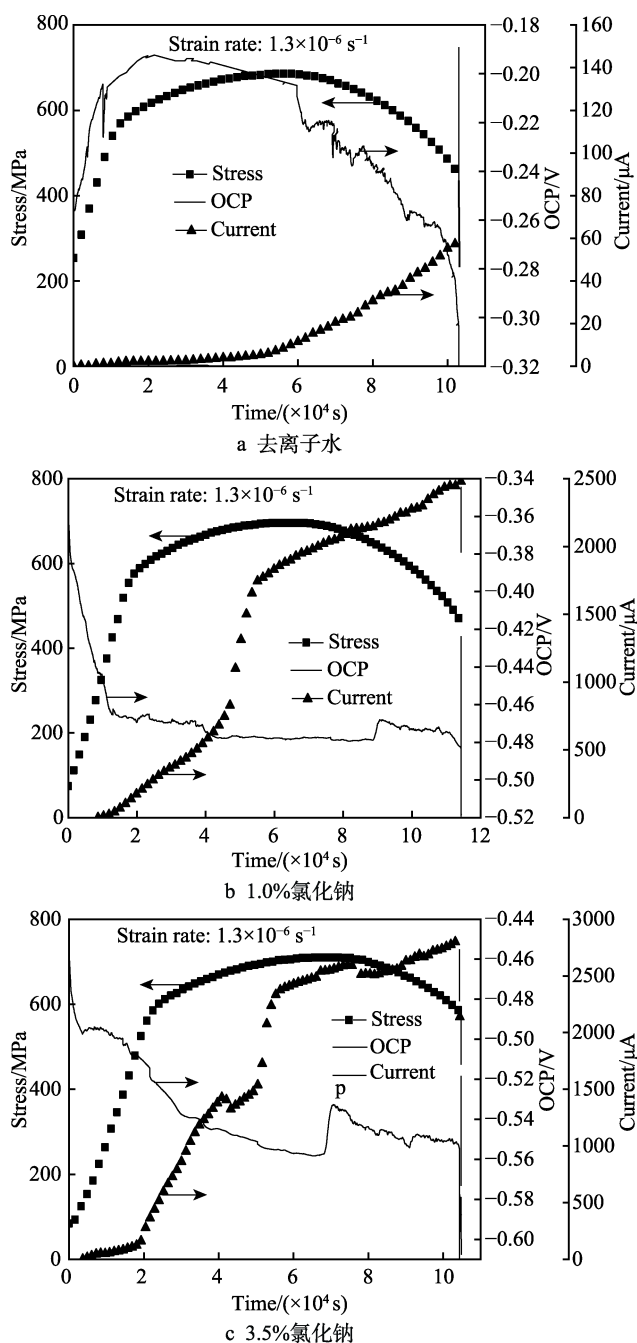 Strain rate: 1.3×10⁻⁶ s⁻¹
Stress
OCP
Current
Stress/MPa
800
600
400
200
0
OCP/V
−0.18
−0.20
−0.22
−0.24
−0.26
−0.28
−0.30
−0.32
Current/μA
160
140
120
100
80
60
40
20
0
0 2 4 6 8 10
Time/(×10⁴ s)
a 去离子水
Strain rate: 1.3×10⁻⁶ s⁻¹
Stress
OCP
Current
Stress/MPa
800
600
400
200
0
OCP/V
−0.34
−0.36
−0.38
−0.40
−0.42
−0.44
−0.46
−0.48
−0.50
−0.52
Current/μA
2500
2000
1500
1000
500
0
0 2 4 6 8 10 12
Time/(×10⁴ s)
b 1.0%氯化钠
Strain rate: 1.3×10⁻⁶ s⁻¹
Stress
OCP
Current
p
Stress/MPa
800
600
400
200
0
OCP/V
−0.44
−0.46
−0.48
−0.50
−0.52
−0.54
−0.56
−0.58
−0.60
Current/μA
3000
2500
2000
1500
1000
500
0
0 2 4 6 8 10
Time/(×10⁴ s)
c 3.5%氯化钠